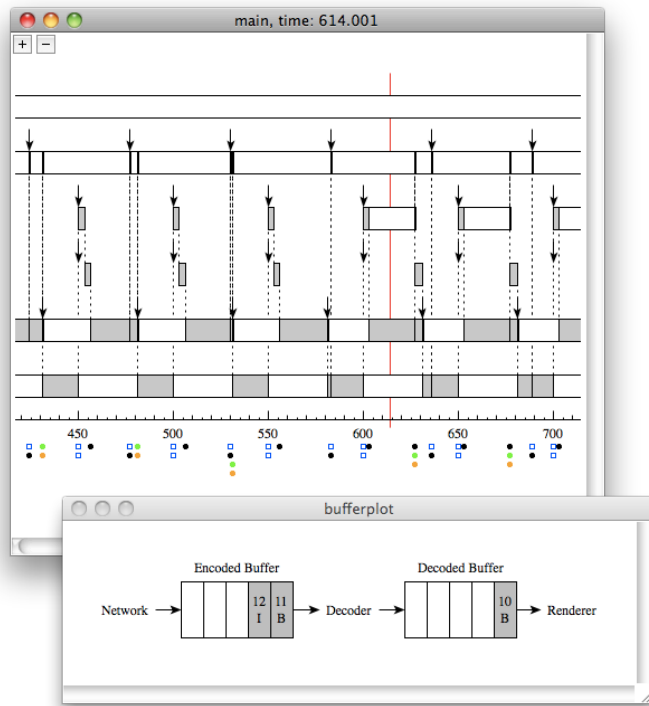 main, time: 614.001
+ −
450 500 550 600 650 700
bufferplot
Encoded Buffer Decoded Buffer
Network 12 I 11 B Decoder 10 B Renderer